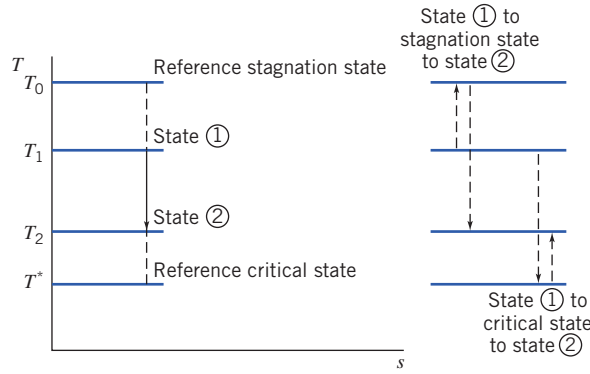 State ① to
stagnation state
to state ②
T
T₀
Reference stagnation state
State ①
T₁
State ②
T₂
Reference critical state
T*
State ① to
critical state
to state ②
s